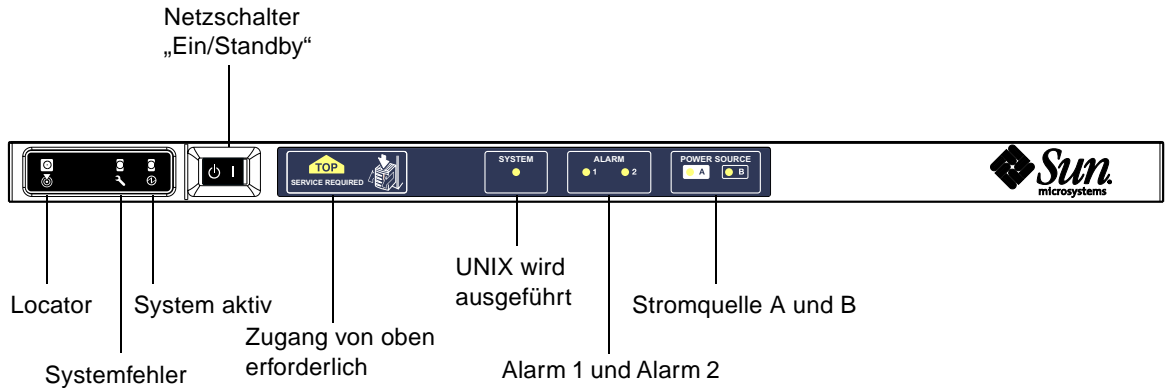 Netzschalter
„Ein/Standby“
TOP
SERVICE REQUIRED
SYSTEM
ALARM
1 2
POWER SOURCE
A B
Sun
microsystems
Locator
System aktiv
Systemfehler
Zugang von oben
erforderlich
UNIX wird
ausgeführt
Alarm 1 und Alarm 2
Stromquelle A und B